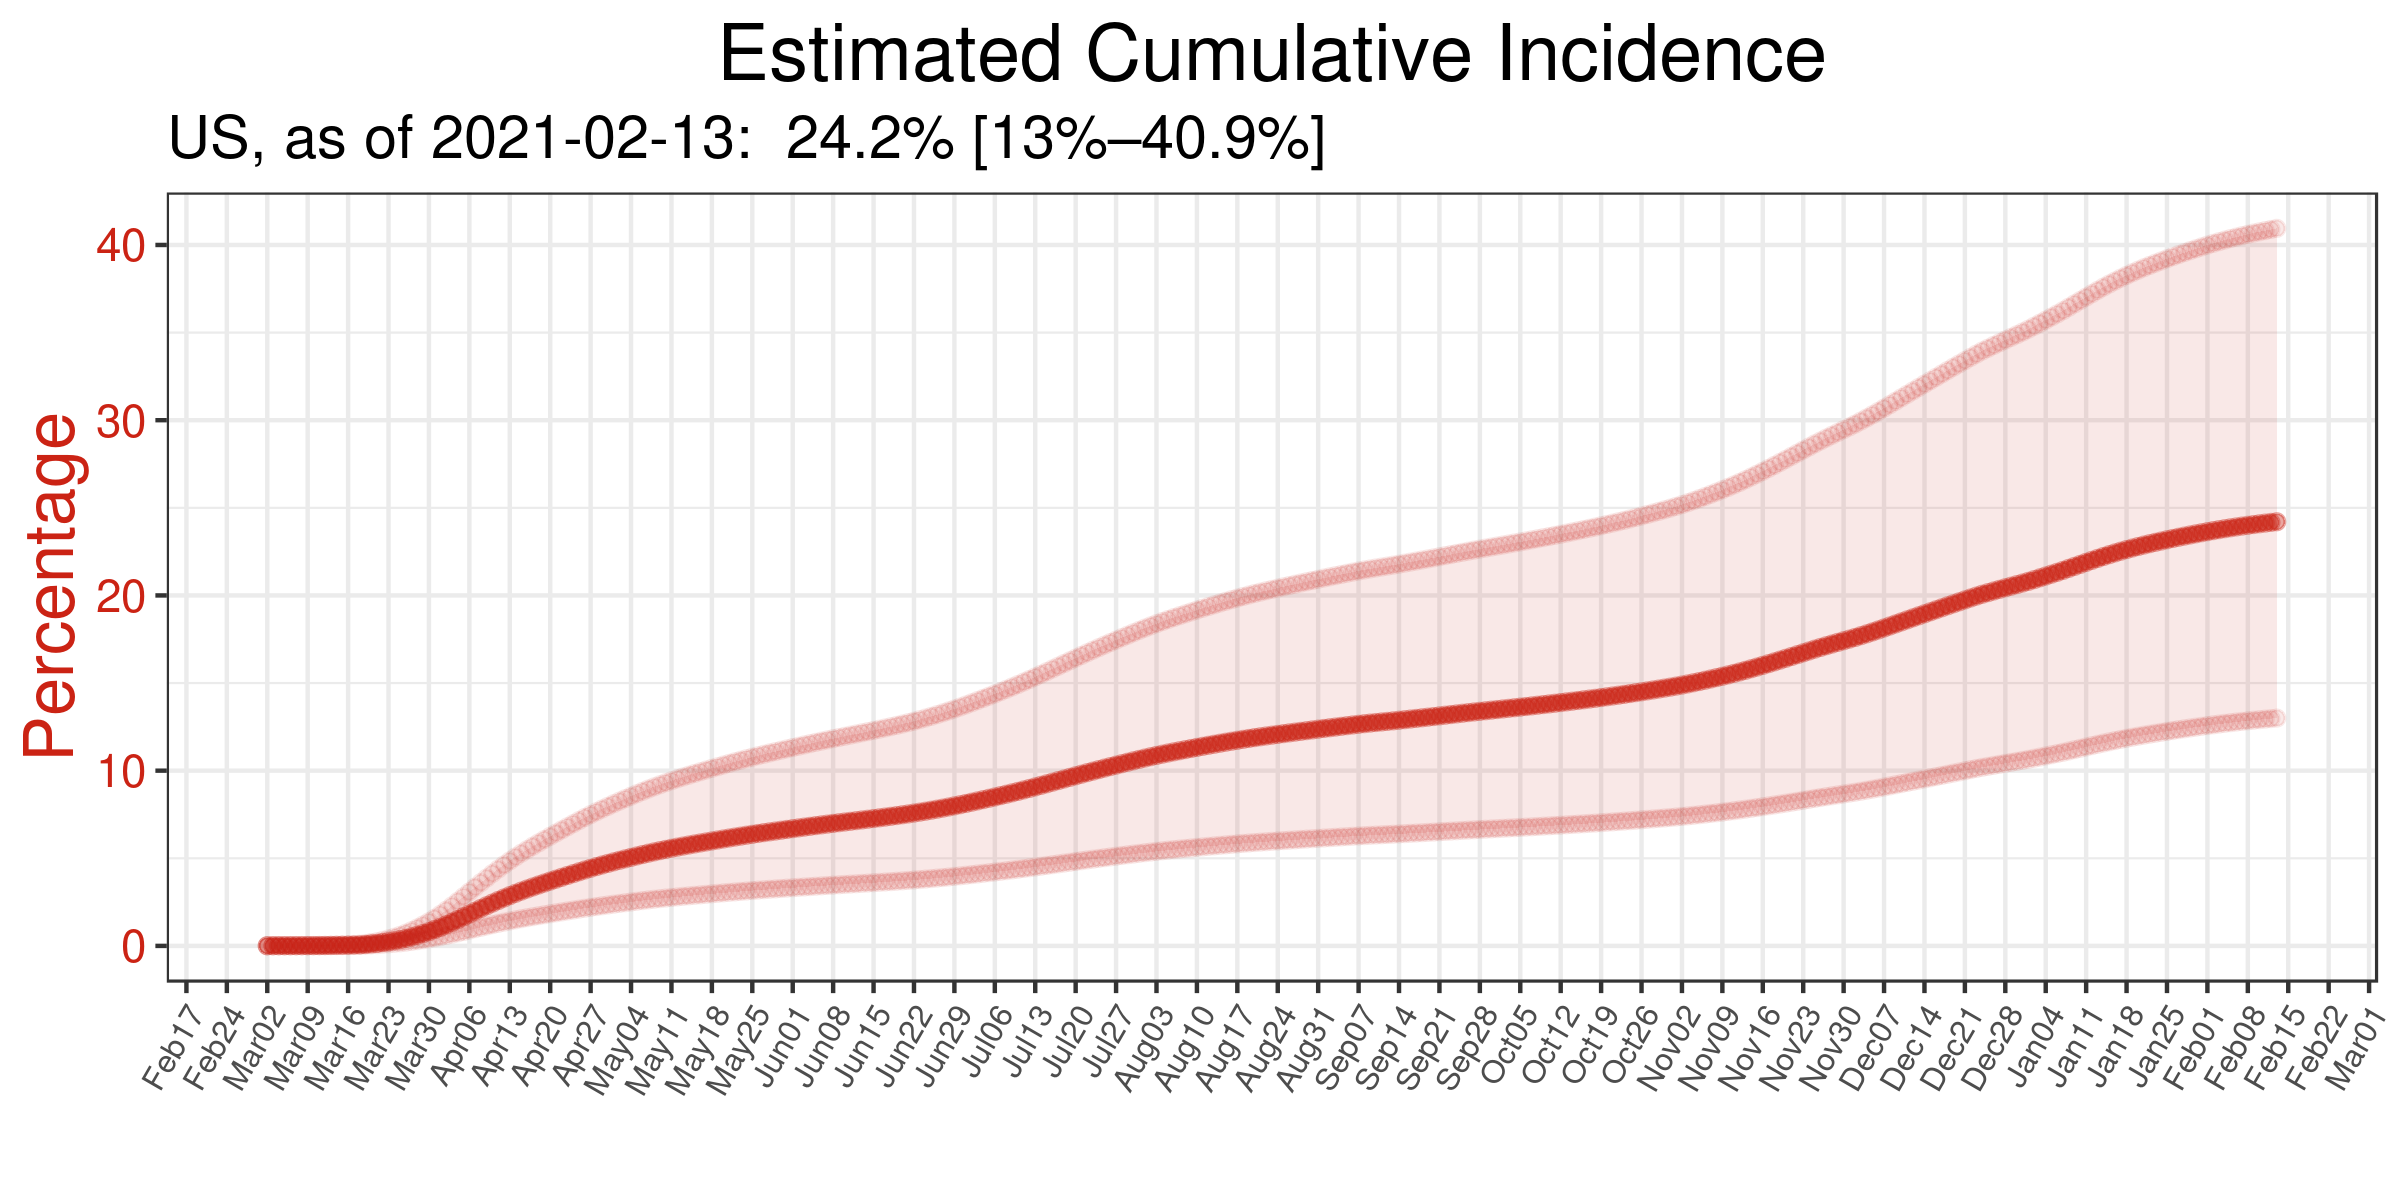 Estimated Cumulative Incidence
US, as of 2021-02-13:  24.2% [13%–40.9%]
Percentage
40
30
20
10
0
Feb17
Feb24
Mar02
Mar09
Mar16
Mar23
Mar30
Apr06
Apr13
Apr20
Apr27
May04
May11
May18
May25
Jun01
Jun08
Jun15
Jun22
Jun29
Jul06
Jul13
Jul20
Jul27
Aug03
Aug10
Aug17
Aug24
Aug31
Sep07
Sep14
Sep21
Sep28
Oct05
Oct12
Oct19
Oct26
Nov02
Nov09
Nov16
Nov23
Nov30
Dec07
Dec14
Dec21
Dec28
Jan04
Jan11
Jan18
Jan25
Feb01
Feb08
Feb15
Feb22
Mar01